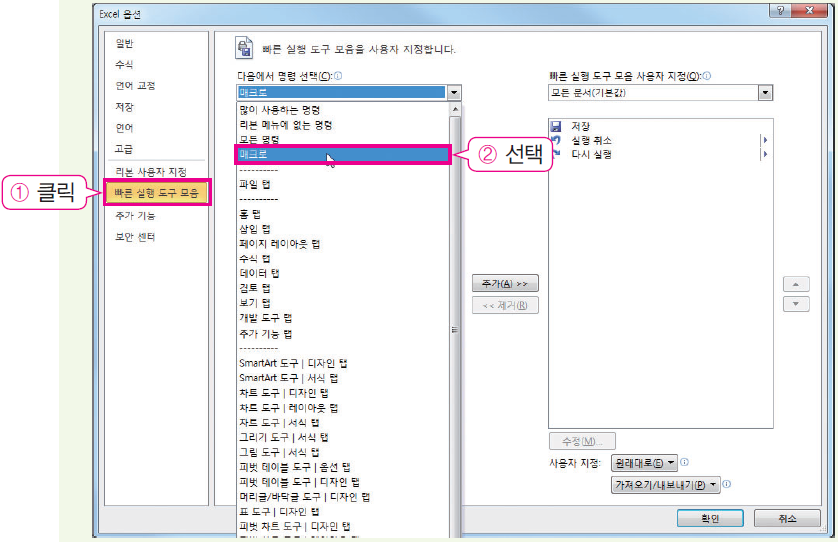 Excel 옵션
일반
수식
언어 교정
저장
언어
고급
리본 사용자 지정
빠른 실행 도구 모음
추가 기능
보안 센터
① 클릭
빠른 실행 도구 모음을 사용자 지정합니다.
다음에서 명령 선택(C):
매크로
많이 사용하는 명령
리본 메뉴에 없는 명령
모든 명령
매크로
② 선택
----------
파일 탭
----------
홈 탭
삽입 탭
페이지 레이아웃 탭
수식 탭
데이터 탭
검토 탭
보기 탭
개발 도구 탭
추가 기능 탭
----------
SmartArt 도구 | 디자인 탭
SmartArt 도구 | 서식 탭
차트 도구 | 디자인 탭
차트 도구 | 레이아웃 탭
차트 도구 | 서식 탭
그리기 도구 | 서식 탭
그림 도구 | 서식 탭
피벗 테이블 도구 | 옵션 탭
피벗 테이블 도구 | 디자인 탭
머리글/바닥글 도구 | 디자인 탭
표 도구 | 디자인 탭
피벗 차트 도구 | 디자인 탭
추가(A) >>
<< 제거(R)
빠른 실행 도구 모음 사용자 지정(Q):
모든 문서(기본값)
저장
실행 취소
다시 실행
수정(M)...
사용자 지정: 원래대로(E)
가져오기/내보내기(P)
확인 취소